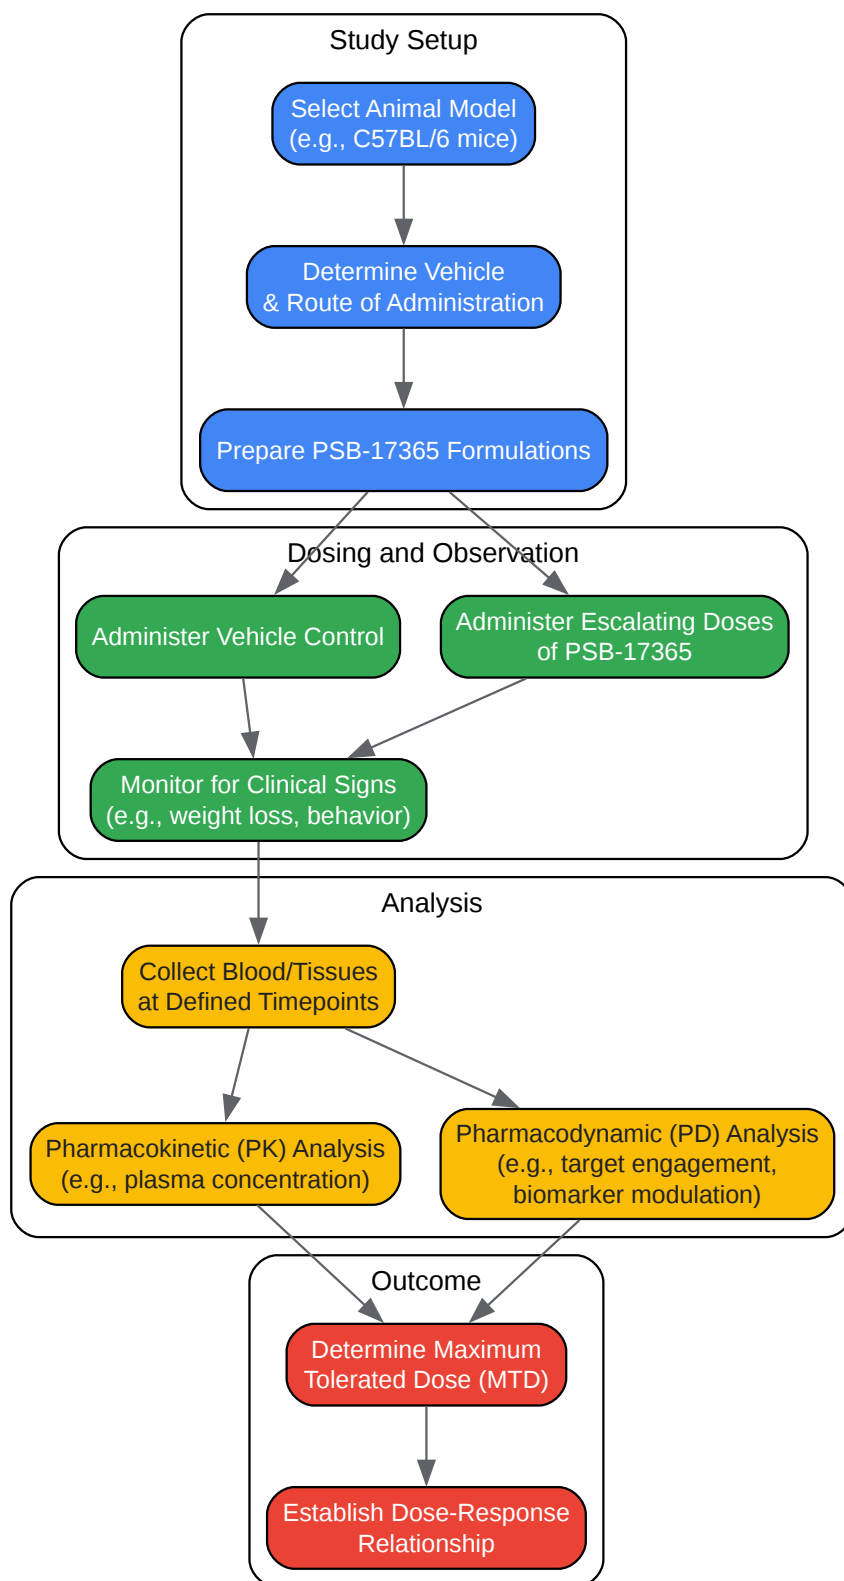 Study Setup
Select Animal Model
(e.g., C57BL/6 mice)
Determine Vehicle
& Route of Administration
Prepare PSB-17365 Formulations
Dosing and Observation
Administer Vehicle Control
Administer Escalating Doses
of PSB-17365
Monitor for Clinical Signs
(e.g., weight loss, behavior)
Analysis
Collect Blood/Tissues
at Defined Timepoints
Pharmacokinetic (PK) Analysis
(e.g., plasma concentration)
Pharmacodynamic (PD) Analysis
(e.g., target engagement,
biomarker modulation)
Outcome
Determine Maximum
Tolerated Dose (MTD)
Establish Dose-Response
Relationship